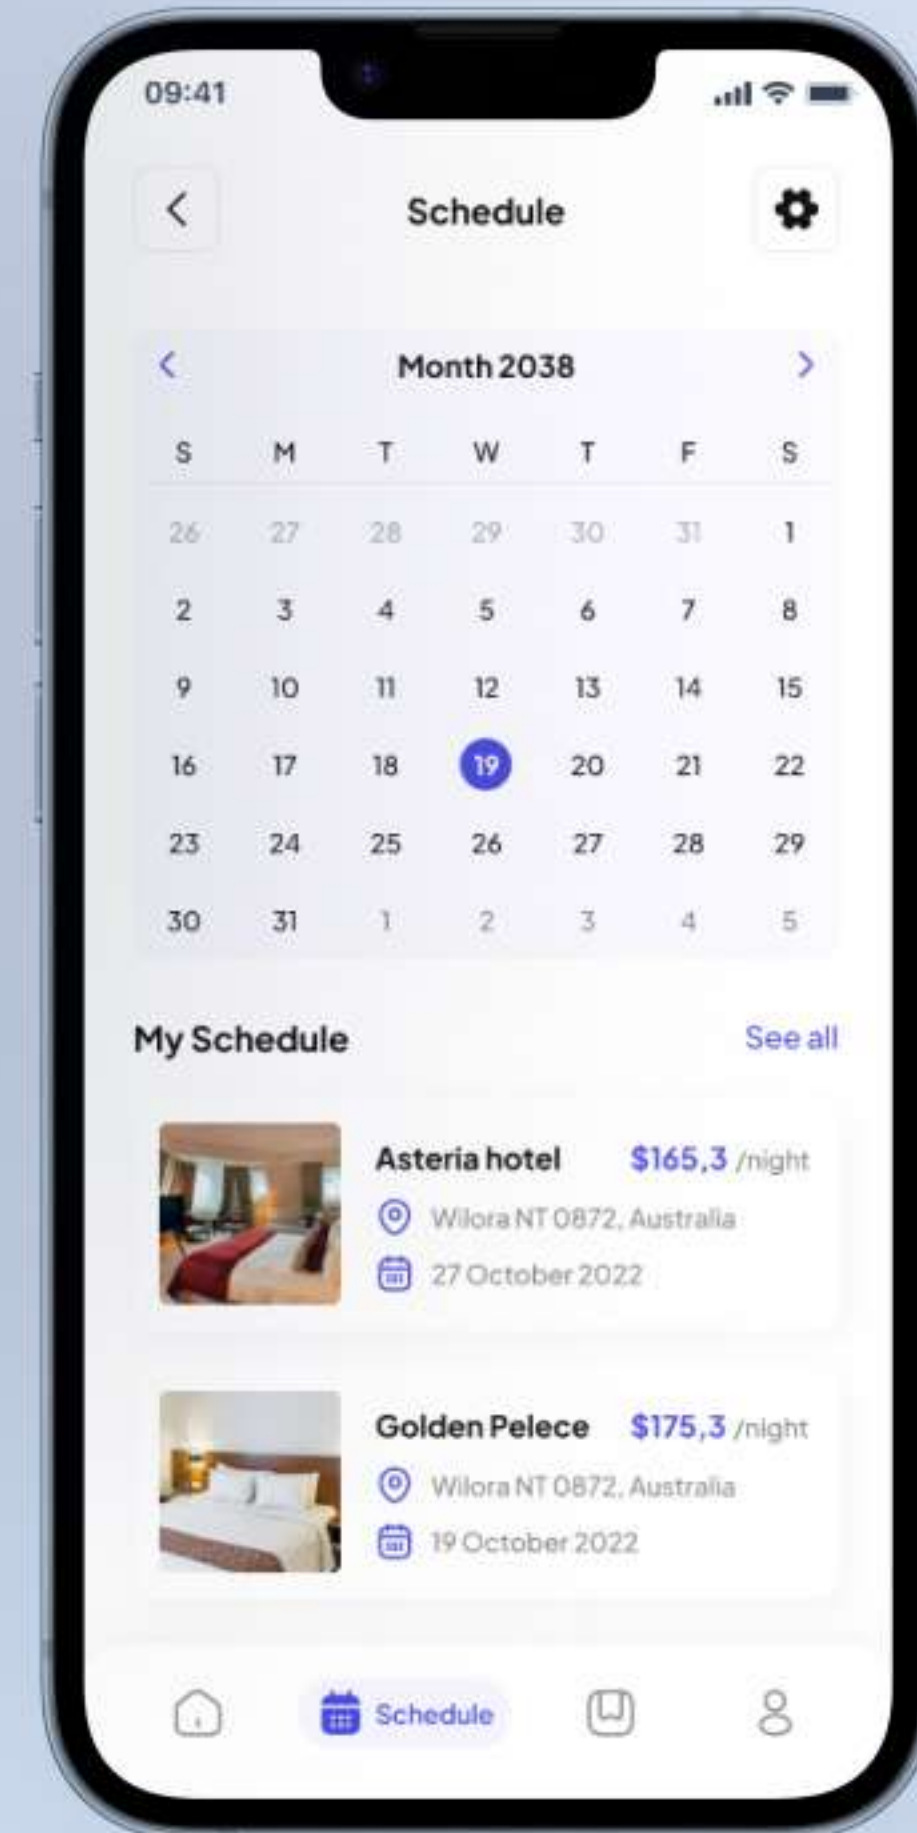 09:41
Schedule
Month 2038
S M T W T F S
26 27 28 29 30 31 1
2 3 4 5 6 7 8
9 10 11 12 13 14 15
16 17 18 19 20 21 22
23 24 25 26 27 28 29
30 31 1 2 3 4 5
My Schedule See all
Asteria hotel $165,3 /night
Wilora NT 0872, Australia
27 October 2022
Golden Pelece $175,3 /night
Wilora NT 0872, Australia
19 October 2022
Schedule